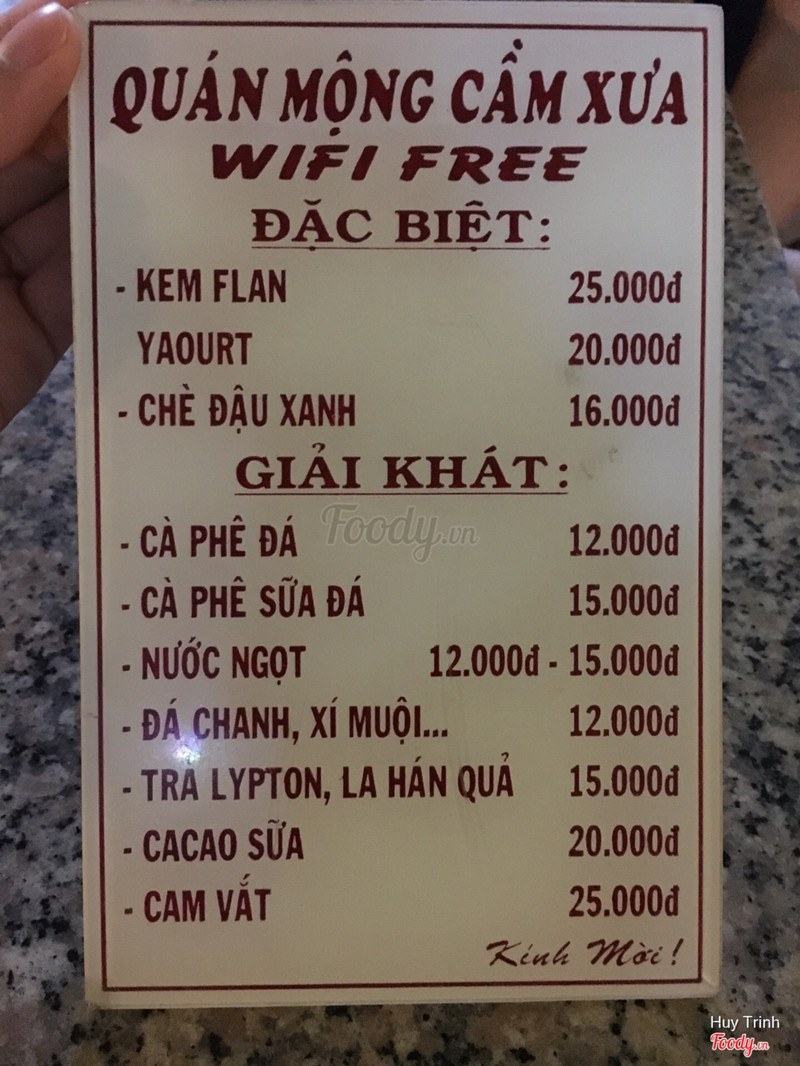 QUÁN MỘNG CẦM XƯA
WIFI FREE
ĐẶC BIỆT:
- KEM FLAN 25.000đ
YAOURT 20.000đ
- CHÈ ĐẬU XANH 16.000đ
GIẢI KHÁT:
Foody.vn
- CÀ PHÊ ĐÁ 12.000đ
- CÀ PHÊ SỮA ĐÁ 15.000đ
- NƯỚC NGỌT 12.000đ - 15.000đ
- ĐÁ CHANH, XÍ MUỘI... 12.000đ
- TRÀ LYPTON, LA HÁN QUẢ 15.000đ
- CACAO SỮA 20.000đ
- CAM VẮT 25.000đ
Kính Mời !
Huy Trinh
Foody.vn